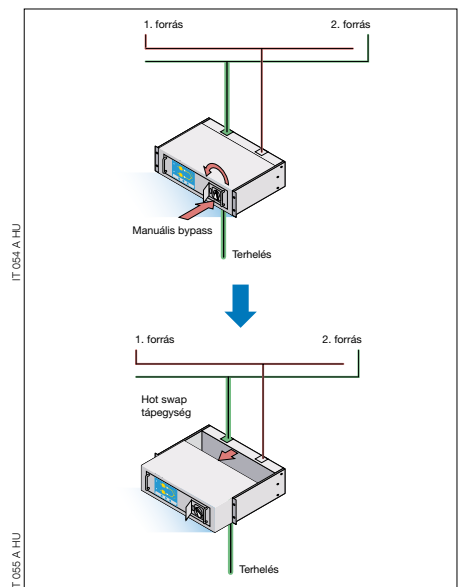 1. forrás
2. forrás
Manuális bypass
Terhelés
IT 054 A HU
1. forrás
2. forrás
Hot swap
tápegység
Terhelés
IT 055 A HU